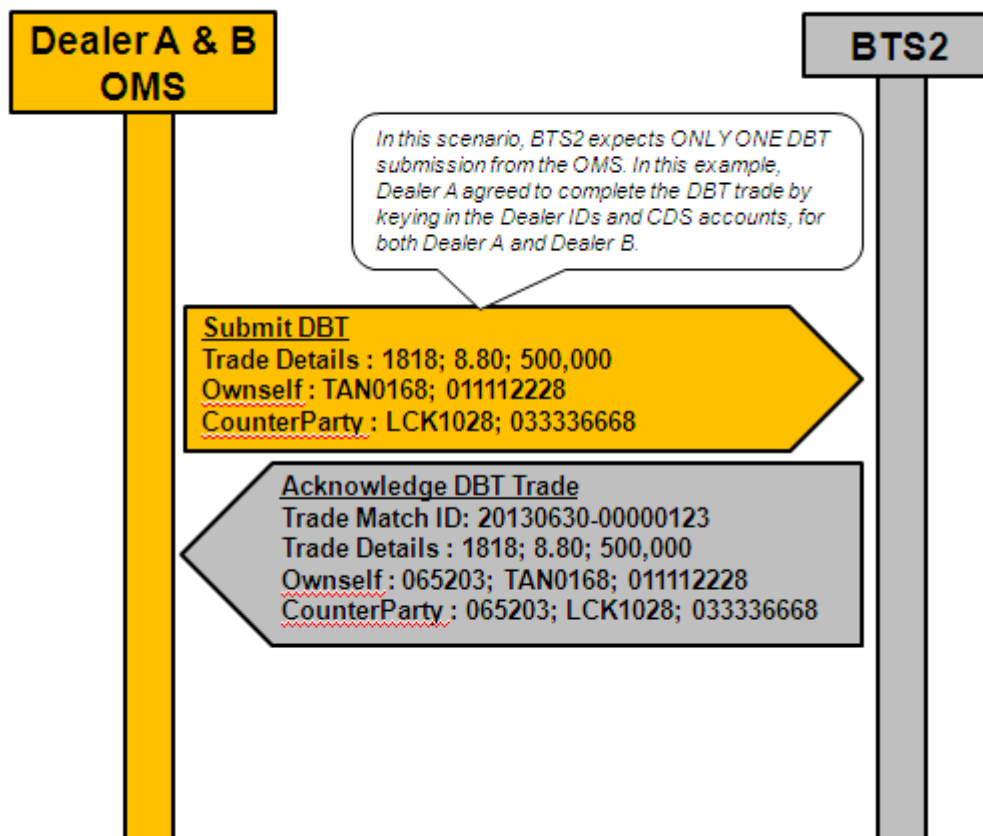 Dealer A & B
OMS
BTS2
In this scenario, BTS2 expects ONLY ONE DBT
submission from the OMS. In this example,
Dealer A agreed to complete the DBT trade by
keying in the Dealer IDs and CDS accounts, for
both Dealer A and Dealer B.
Submit DBT
Trade Details : 1818; 8.80; 500,000
Ownself : TAN0168; 011112228
CounterParty : LCK1028; 033336668
Acknowledge DBT Trade
Trade Match ID: 20130630-00000123
Trade Details : 1818; 8.80; 500,000
Ownself : 065203; TAN0168; 011112228
CounterParty : 065203; LCK1028; 033336668